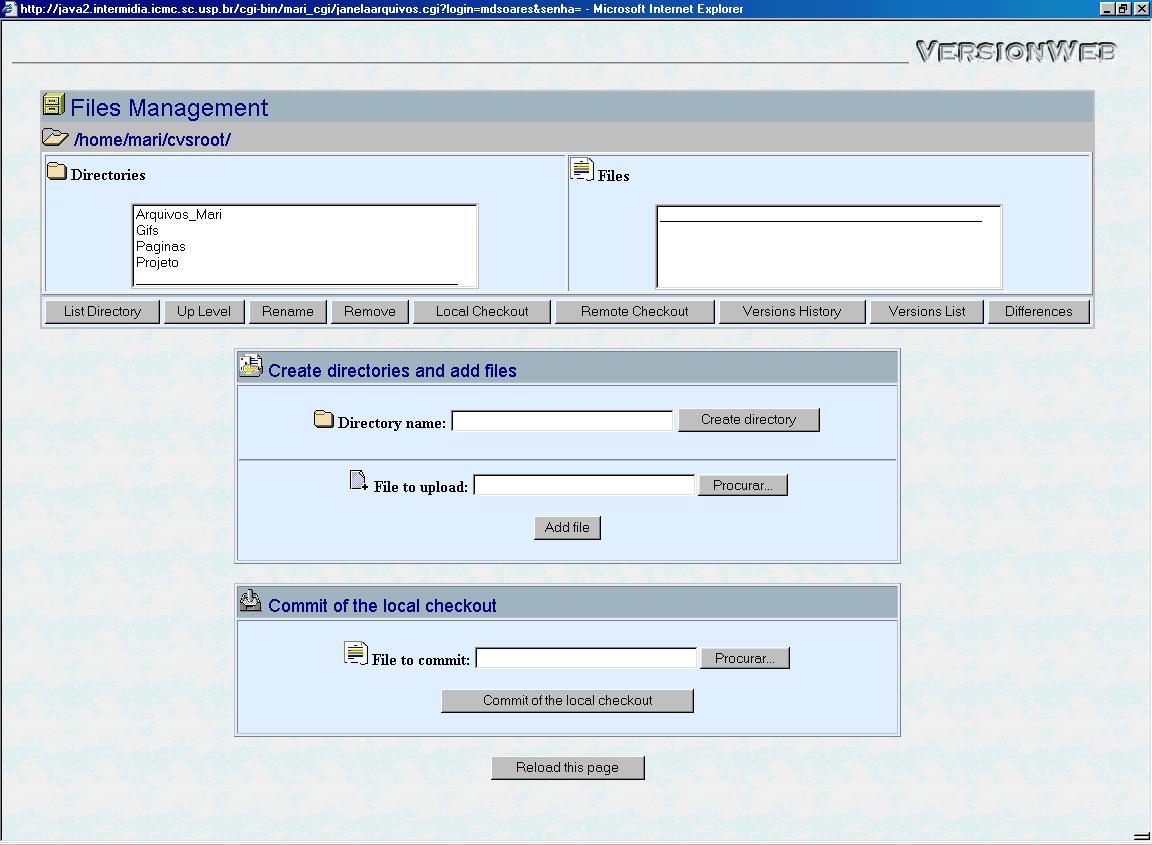 http://java2.intermidia.icmc.sc.usp.br/cgi-bin/mari_cgi/janelaarquivos.cgi?login=mdsoares&senha= - Microsoft Internet Explorer
VERSIONWEB
Files Management
/home/mari/cvsroot/
Directories
Files
Arquivos_Mari
Gifs
Paginas
Projeto
List Directory Up Level Rename Remove Local Checkout Remote Checkout Versions History Versions List Differences
Create directories and add files
Directory name: Create directory
File to upload: Procurar...
Add file
Commit of the local checkout
File to commit: Procurar...
Commit of the local checkout
Reload this page